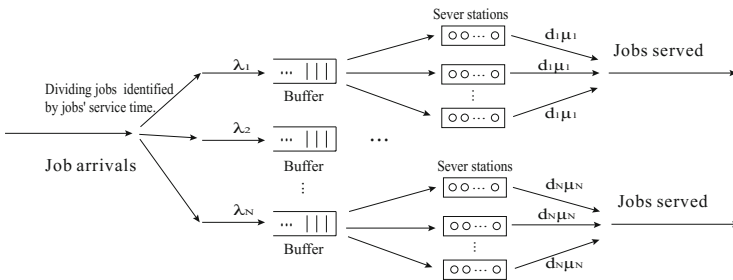 Sever stations
d₁μ₁
Jobs served
λ₁
...
Buffer
○○...○
d₁μ₁
○○...○
⋮
d₁μ₁
○○...○
Dividing jobs identified
by jobs' service time.
Job arrivals
λ₂
...
Buffer
...
⋮
Sever stations
dNμN
Jobs served
○○...○
λN
...
Buffer
dNμN
○○...○
⋮
dNμN
○○...○